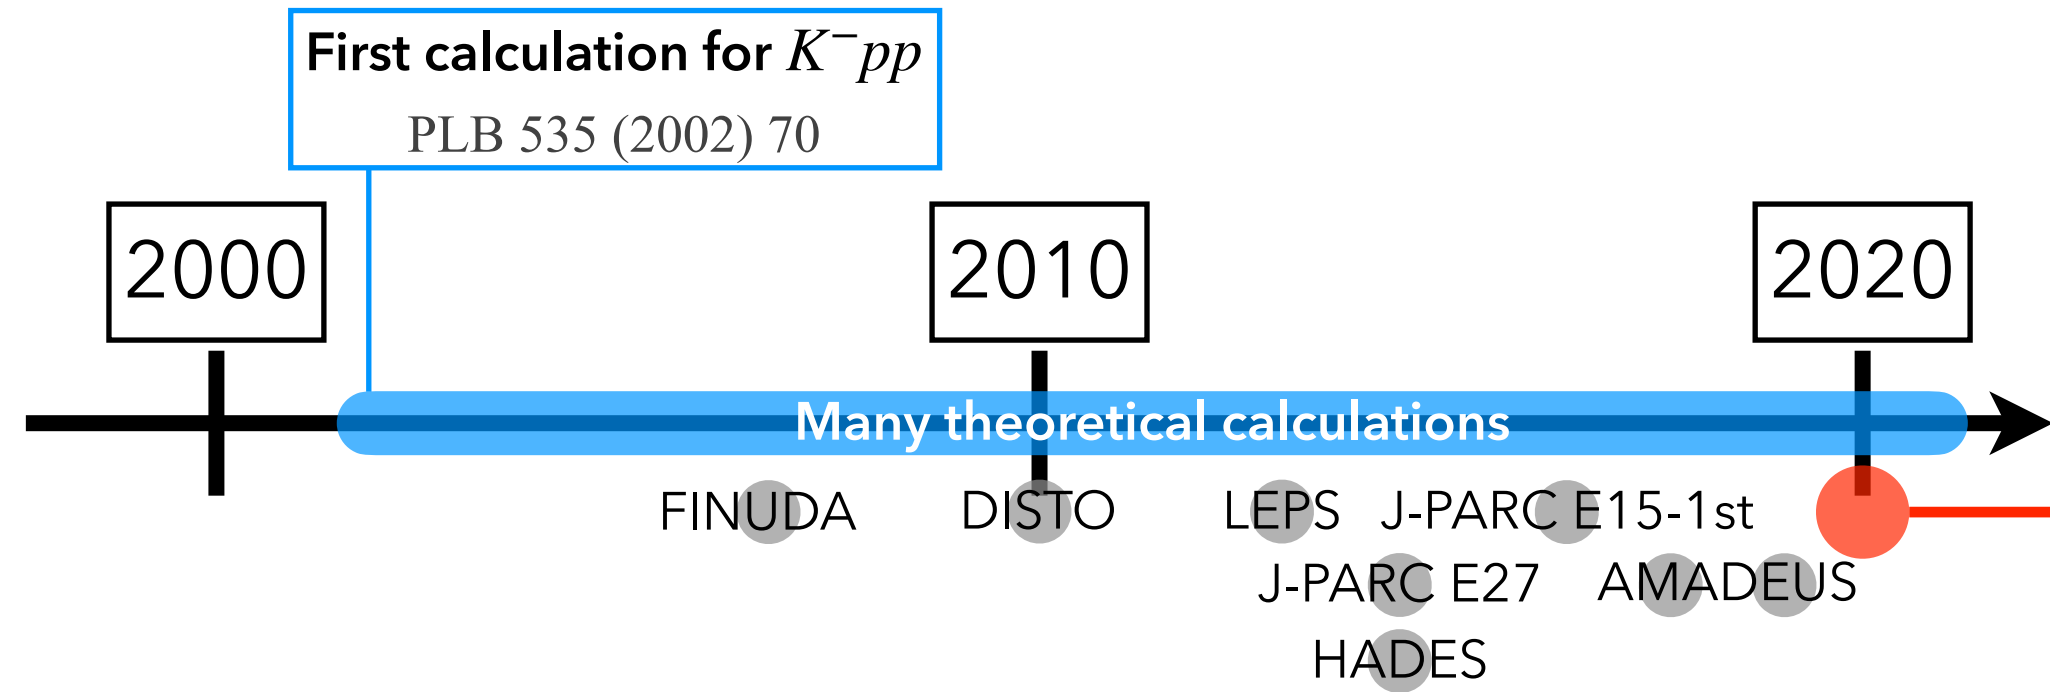 First calculation for K⁻pp
PLB 535 (2002) 70
2000 2010 2020
Many theoretical calculations
FINUDA DISTO LEPS J-PARC E15-1st
J-PARC E27 AMADEUS
HADES